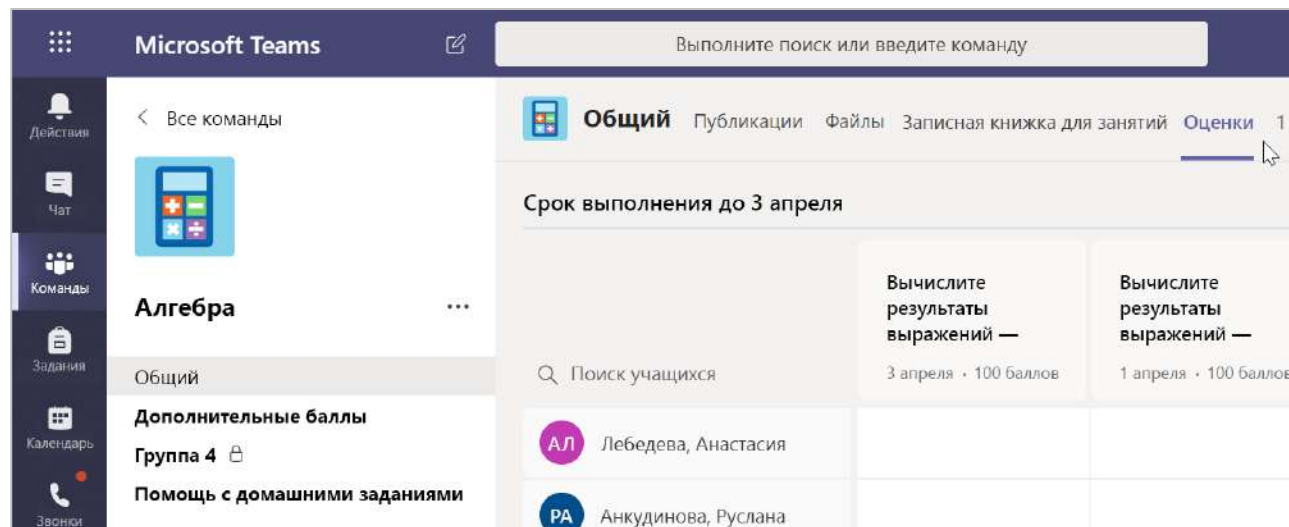 Microsoft Teams
Выполните поиск или введите команду
Действия
Чат
Команды
Задания
Календарь
Звонки
Все команды
Алгебра
Общий
Дополнительные баллы
Группа 4
Помощь с домашними заданиями
Общий Публикации Файлы Записная книжка для занятий Оценки 1
Срок выполнения до 3 апреля
Поиск учащихся
Вычислите
результаты
выражений —
3 апреля • 100 баллов
Вычислите
результаты
выражений —
1 апреля • 100 баллов
АЛ Лебедева, Анастасия
РА Анкудинова, Руслана